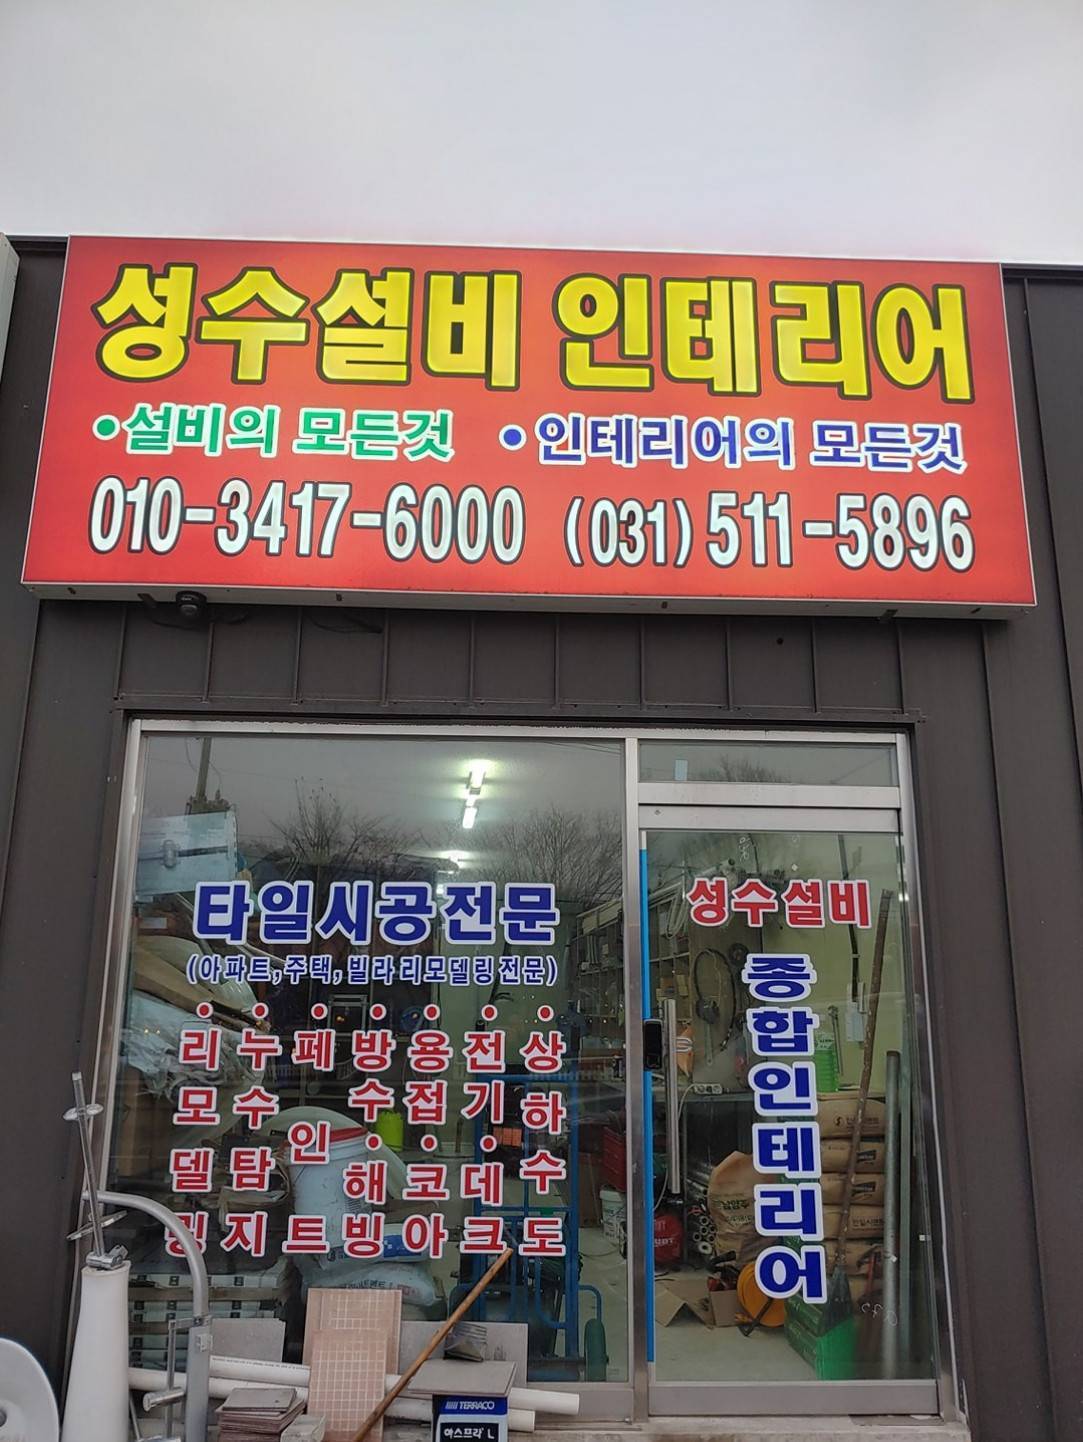 성수설비 인테리어
•설비의 모든것 •인테리어의 모든것
010-3417-6000 (031)511-5896
타일시공전문
(아파트,주택,빌라리모델링전문)
•리모델링
•누수탐지
•페인트
•방수
•해빙
•용접
•코아
•전기
•데크
•상하수도
성수설비
종합인테리어
TERRACO
아스프라 L